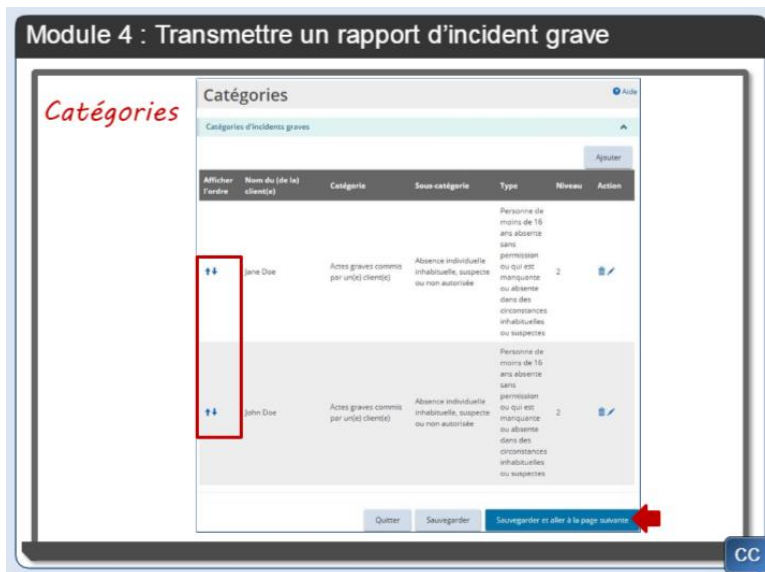 Module 4 : Transmettre un rapport d'incident grave
Catégories
Catégories
Aide
Catégories d'incidents graves
Ajouter
Afficher l'ordre
Nom du (de la) client(e)
Catégorie
Sous-catégorie
Type
Niveau
Action
Jane Doe
Actes graves commis
par un(e) client(e)
Absence individuelle
inhabituelle, suspecte
ou non autorisée
Personne de
moins de 16
ans absente
sans
permission
ou qui est
manquante
ou absente
dans des
circonstances
inhabituelles
ou suspectes
2
John Doe
Actes graves commis
par un(e) client(e)
Absence individuelle
inhabituelle, suspecte
ou non autorisée
Personne de
moins de 16
ans absente
sans
permission
ou qui est
manquante
ou absente
dans des
circonstances
inhabituelles
ou suspectes
2
Quitter
Sauvegarder
Sauvegarder et aller à la page suivante
CC